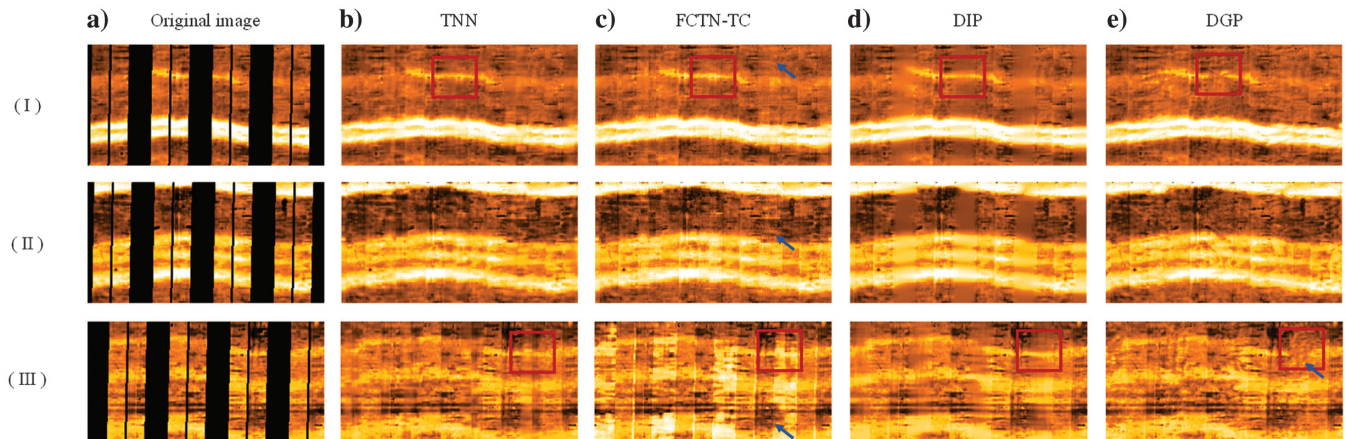 a) Original image b) TNN c) FCTN-TC d) DIP e) DGP
( I )
( II )
( III )